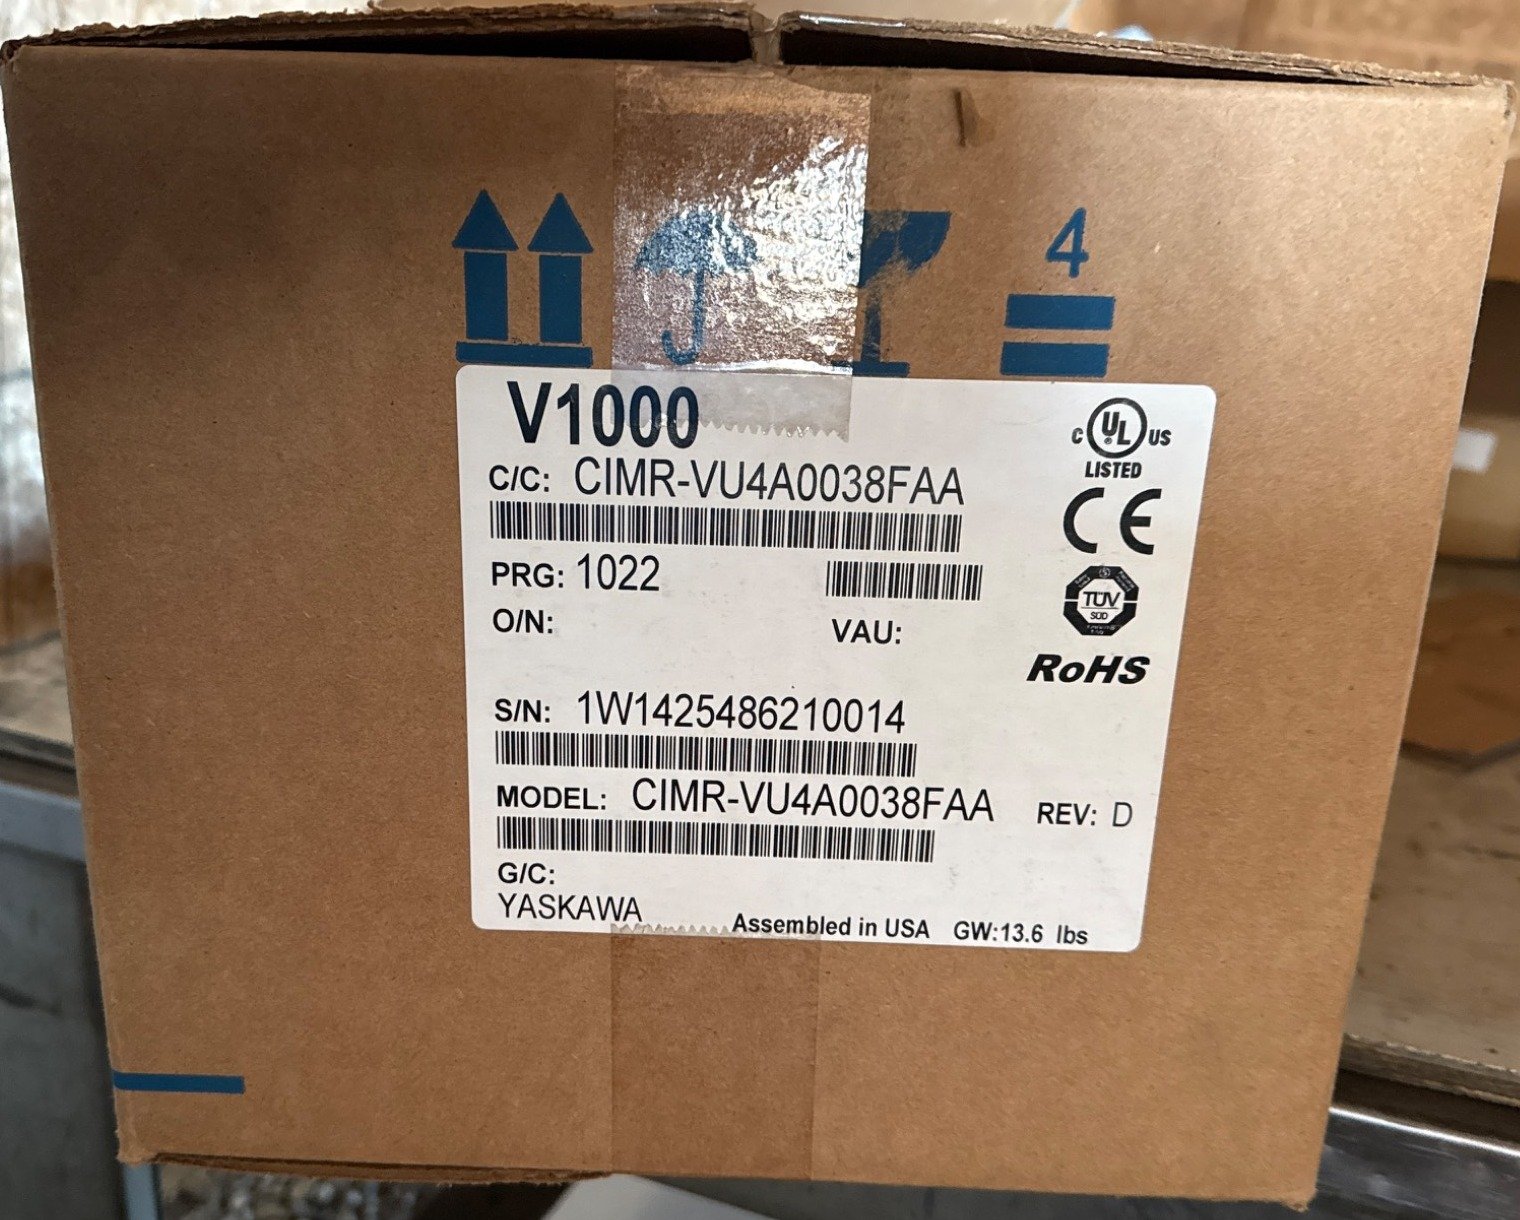 4
V1000
C/C: CIMR-VU4A0038FAA
PRG: 1022
O/N:
VAU:
S/N: 1W1425486210014
MODEL: CIMR-VU4A0038FAA REV: D
G/C:
YASKAWA
Assembled in USA GW:13.6 lbs
C UL US
LISTED
CE
TÜV
SÜD
RoHS